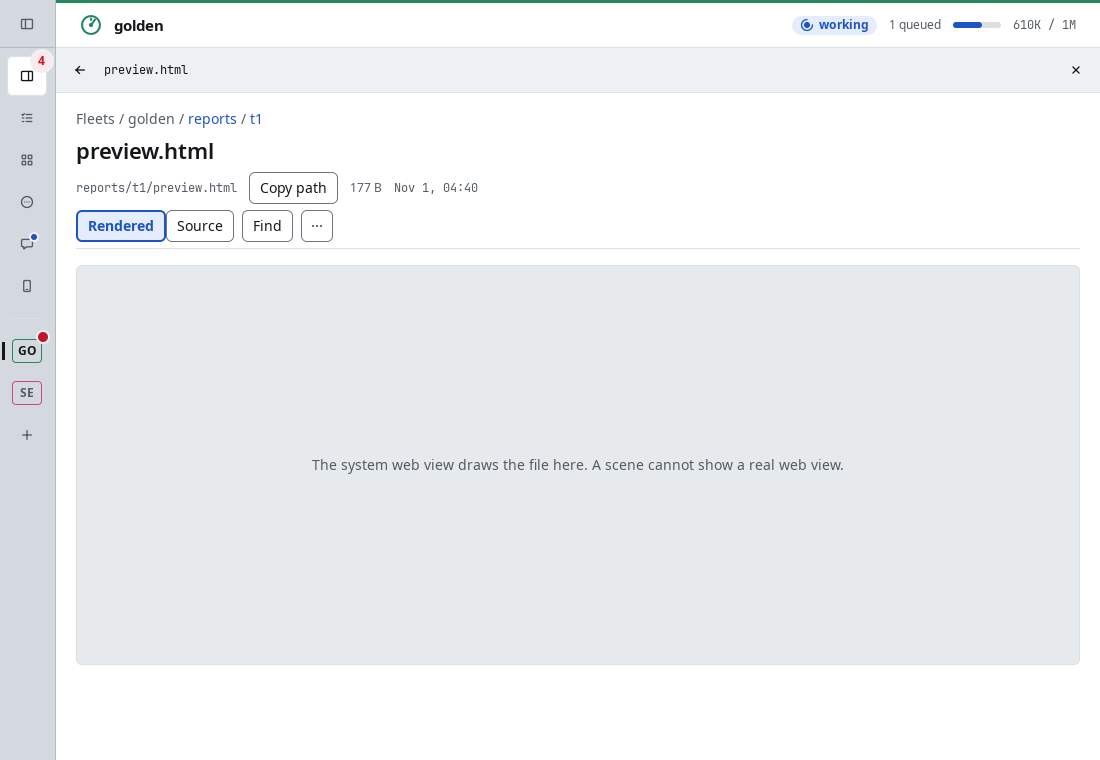 golden
working
1 queued
610K / 1M
4
preview.html
Fleets / golden / reports / t1
preview.html
reports/t1/preview.html
Copy path
177 B
Nov 1, 04:40
Rendered
Source
Find
···
GO
SE
The system web view draws the file here. A scene cannot show a real web view.